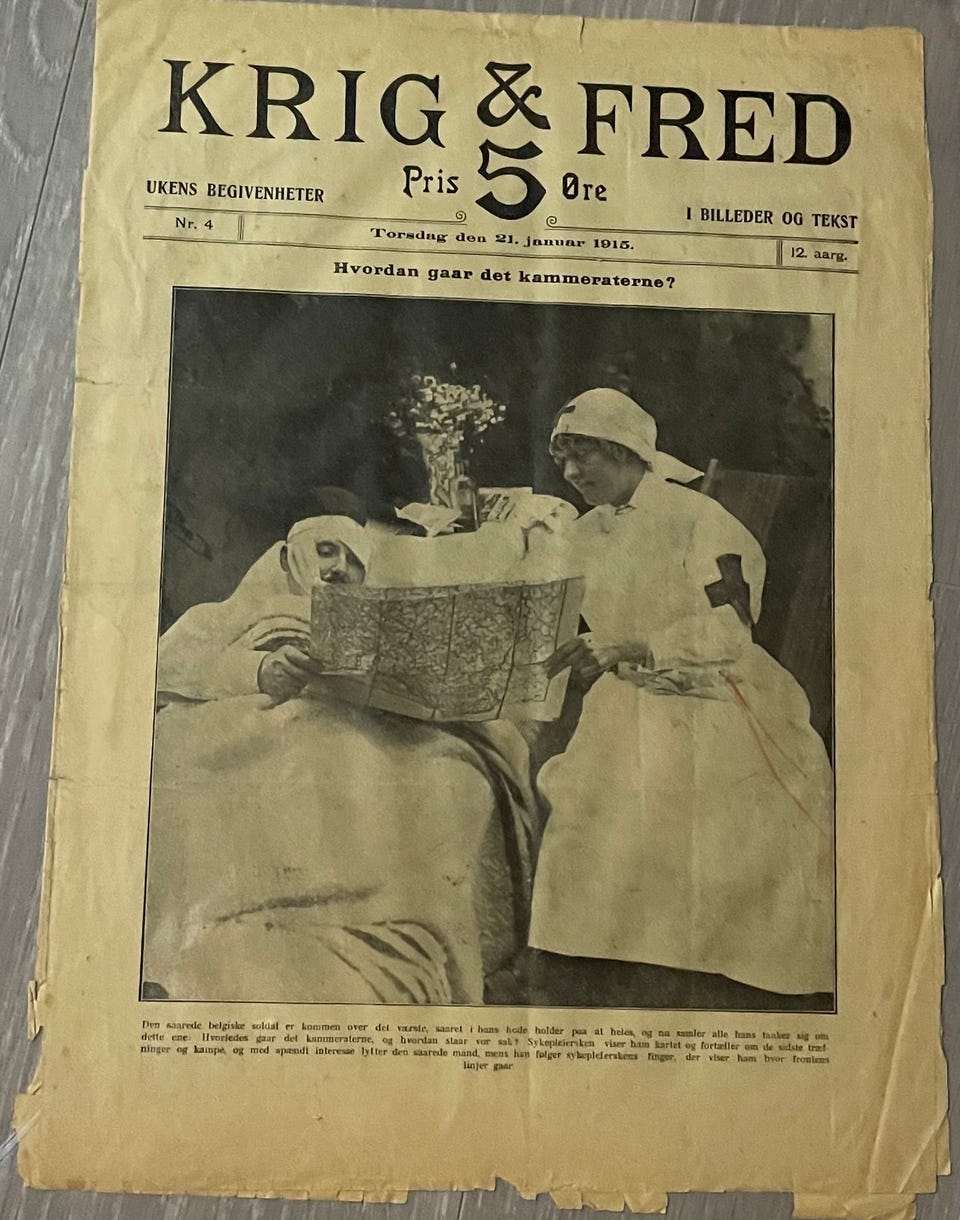 KRIG & FRED
Pris 5 Øre
UKENS BEGIVENHETER
I BILLEDER OG TEKST
Nr. 4
Torsdag den 21. januar 1915.
12. aarg.
Hvordan gaar det kammeraterne?
Den saarede belgiske soldat er kommen over det værste, saaret i hans hode holder paa at heles, og nu samler alle hans tanker sig om
dette ene: Hvorledes gaar det kammeraterne, og hvordan staar vor sak? Sykepleiersken viser ham kartet og fortæller om de sidste træf-
ninger og kampe, og med spændt interesse lytter den saarede mand, mens han følger sykepleierskens finger, der viser ham hvor frontens
linjer gaar